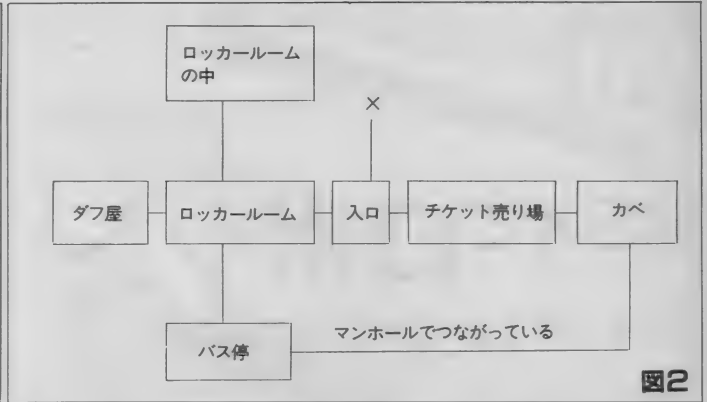 ロッカールーム
の中
×
ダフ屋
ロッカールーム
入口
チケット売り場
カベ
バス停
マンホールでつながっている
図2